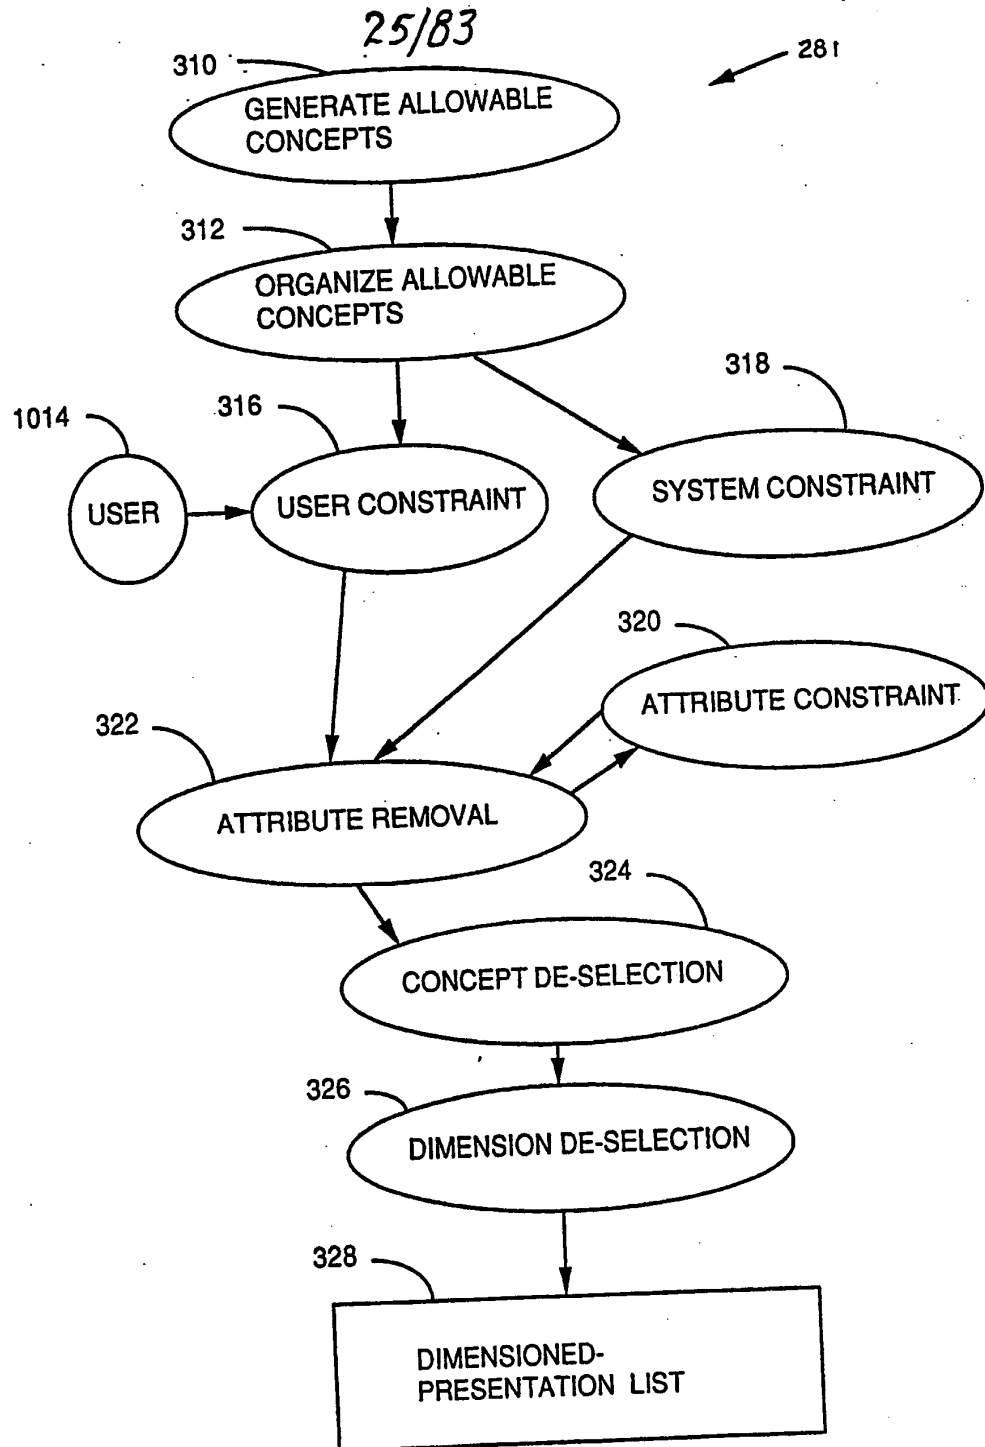 25/83
281
310
GENERATE ALLOWABLE
CONCEPTS
312
ORGANIZE ALLOWABLE
CONCEPTS
318
316
1014
SYSTEM CONSTRAINT
USER CONSTRAINT
USER
320
ATTRIBUTE CONSTRAINT
322
ATTRIBUTE REMOVAL
324
CONCEPT DE-SELECTION
326
DIMENSION DE-SELECTION
328
DIMENSIONED-
PRESENTATION LIST